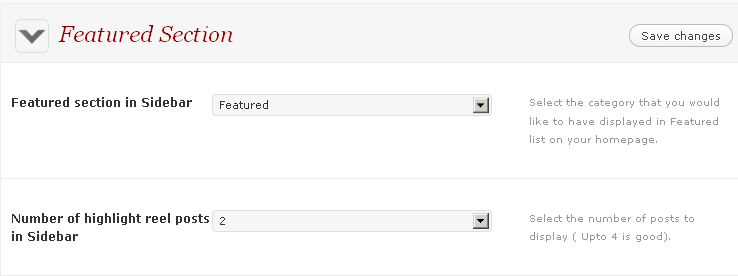 Featured Section
Save changes
Featured section in Sidebar
Featured
Select the category that you would
like to have displayed in Featured
list on your homepage.
Number of highlight reel posts
in Sidebar
2
Select the number of posts to
display ( Upto 4 is good).